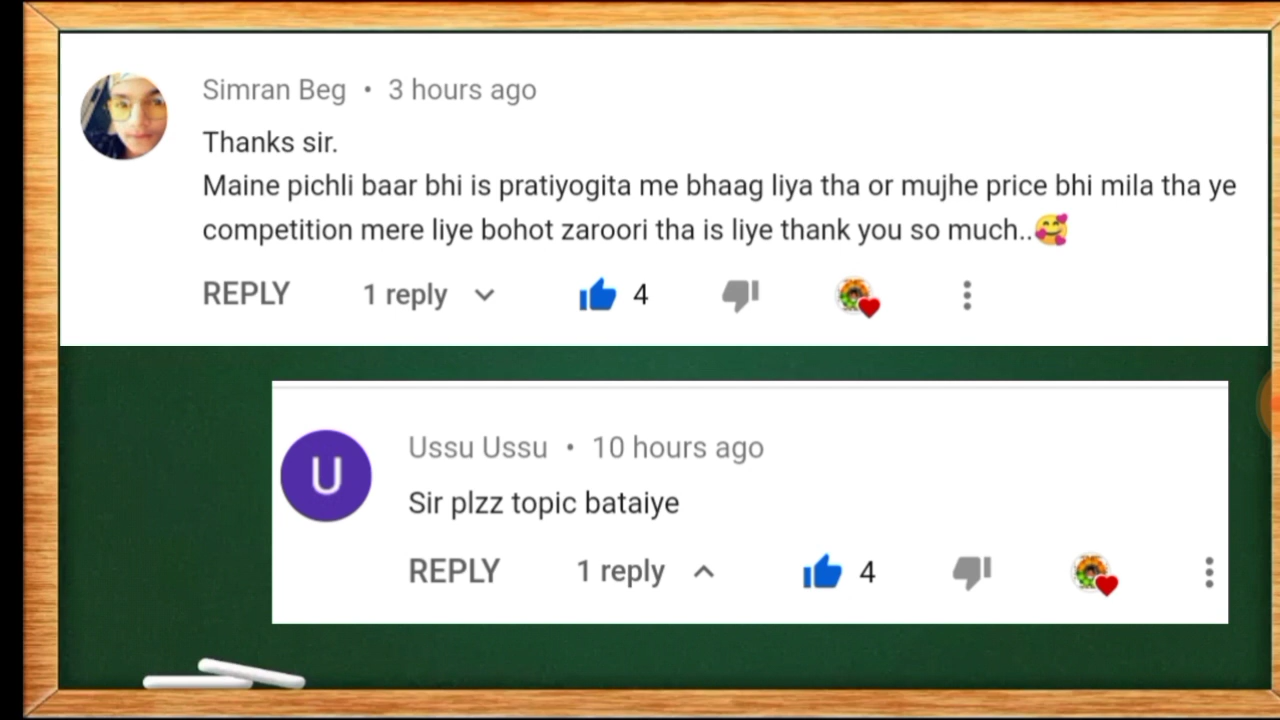 Simran Beg • 3 hours ago
Thanks sir.
Maine pichli baar bhi is pratiyogita me bhaag liya tha or mujhe price bhi mila tha ye
competition mere liye bohot zaroori tha is liye thank you so much..🥰
REPLY 1 reply 4
U
Ussu Ussu • 10 hours ago
Sir plzz topic bataiye
REPLY 1 reply 4